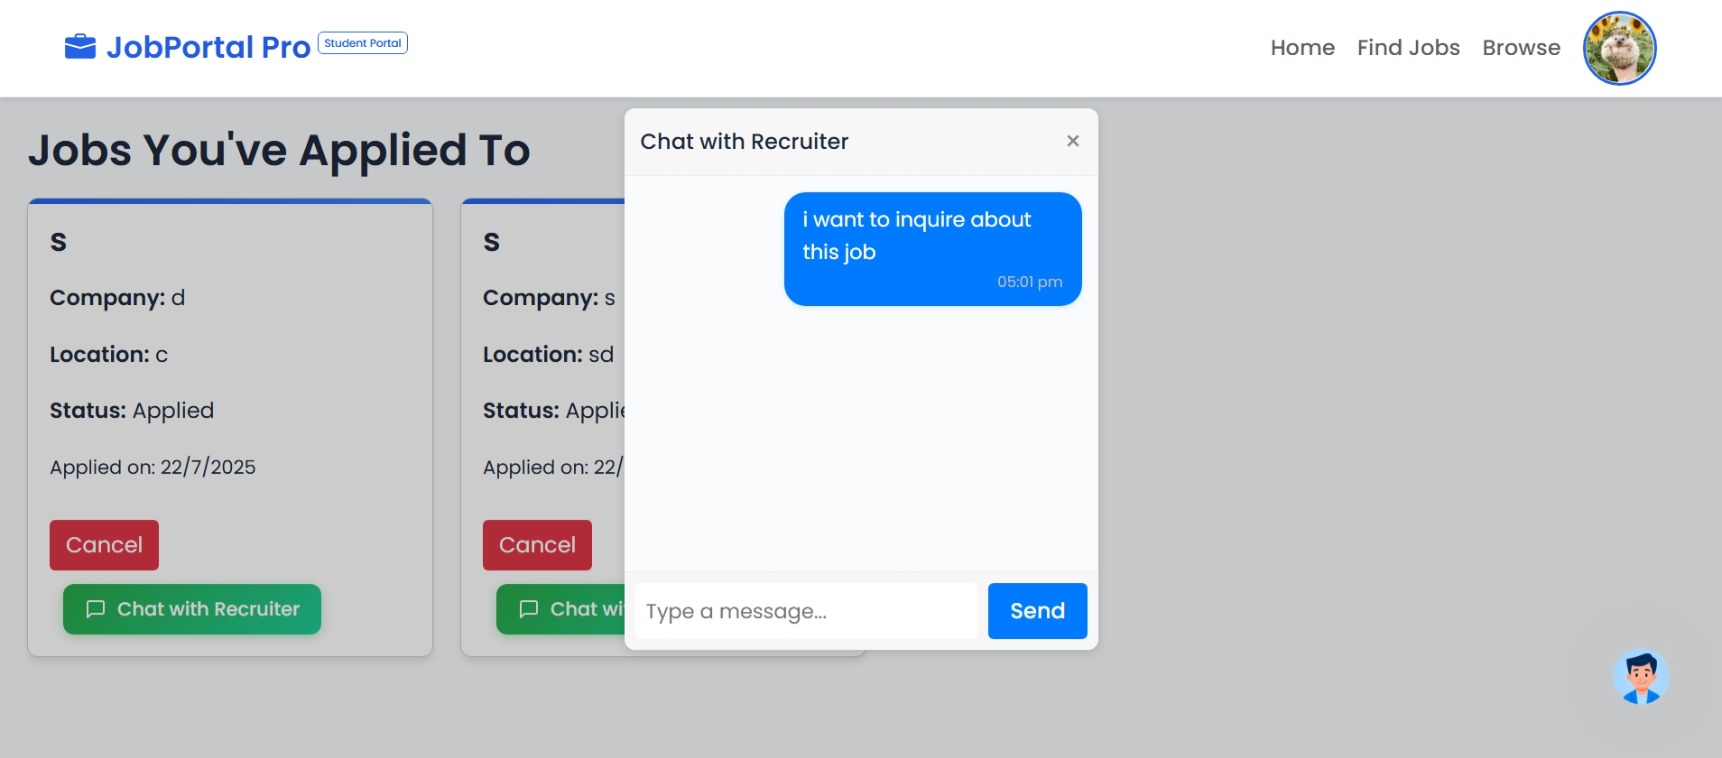 JobPortal Pro Student Portal
Home Find Jobs Browse
Jobs You've Applied To
s
Company: d
Location: c
Status: Applied
Applied on: 22/7/2025
Cancel
Chat with Recruiter
s
Company: s
Location: sd
Status: Applie
Applied on: 22/
Cancel
Chat wi
Chat with Recruiter ×
i want to inquire about
this job
05:01 pm
Type a message...
Send